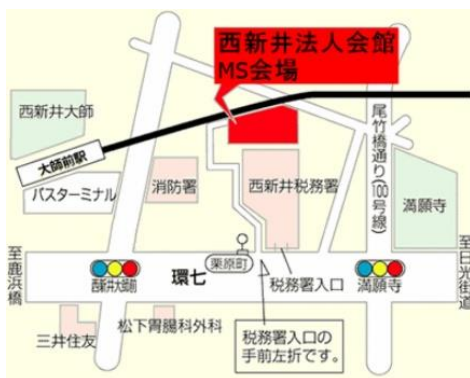 西新井法人会館
MS会場
西新井大師
大師前駅
バスターミナル
消防署
西新井税務署
尾竹橋通り(100号線)
満願寺
至鹿浜橋
至日光街道
西新井大師前
環七
栗原町
税務署入口
満願寺
三井住友
松下胃腸科外科
税務署入口の
手前左折です。